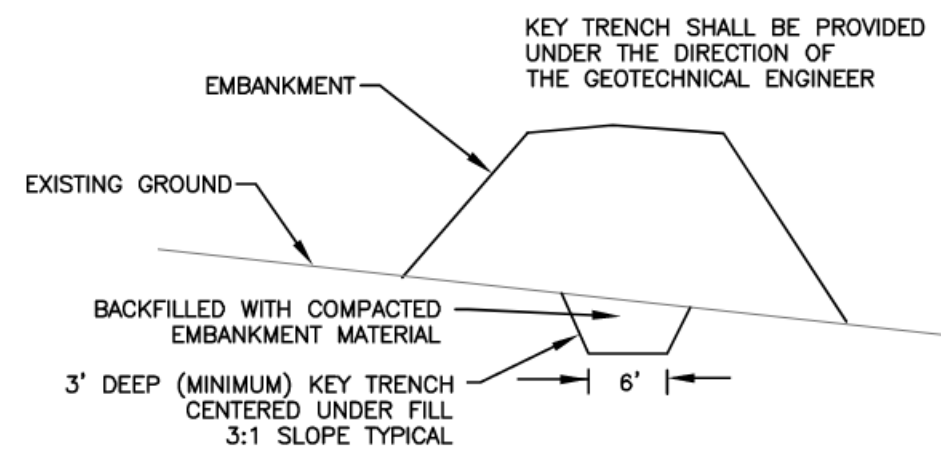 KEY TRENCH SHALL BE PROVIDED
UNDER THE DIRECTION OF
THE GEOTECHNICAL ENGINEER
EMBANKMENT
EXISTING GROUND
BACKFILLED WITH COMPACTED
EMBANKMENT MATERIAL
3' DEEP (MINIMUM) KEY TRENCH
CENTERED UNDER FILL
3:1 SLOPE TYPICAL
6'